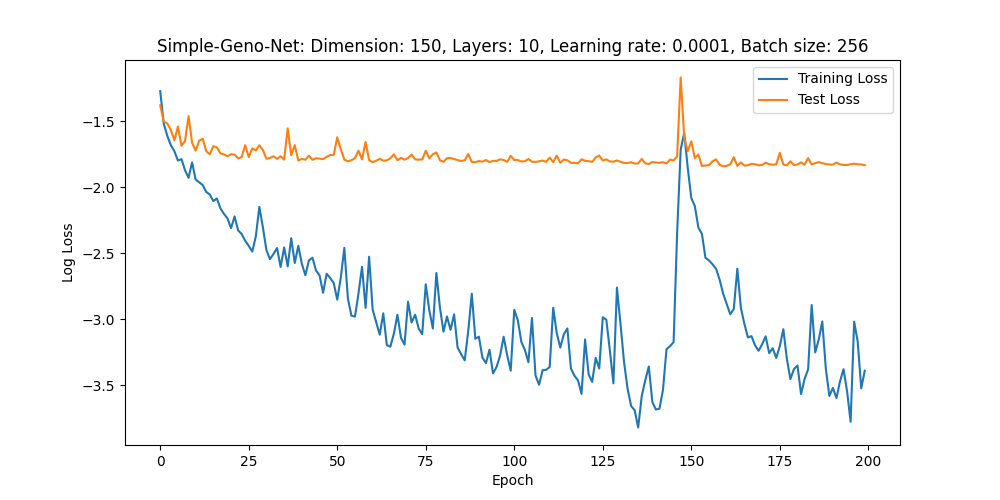 Simple-Geno-Net: Dimension: 150, Layers: 10, Learning rate: 0.0001, Batch size: 256
Training Loss
Test Loss
−1.5
−2.0
−2.5
−3.0
−3.5
Log Loss
0 25 50 75 100 125 150 175 200
Epoch